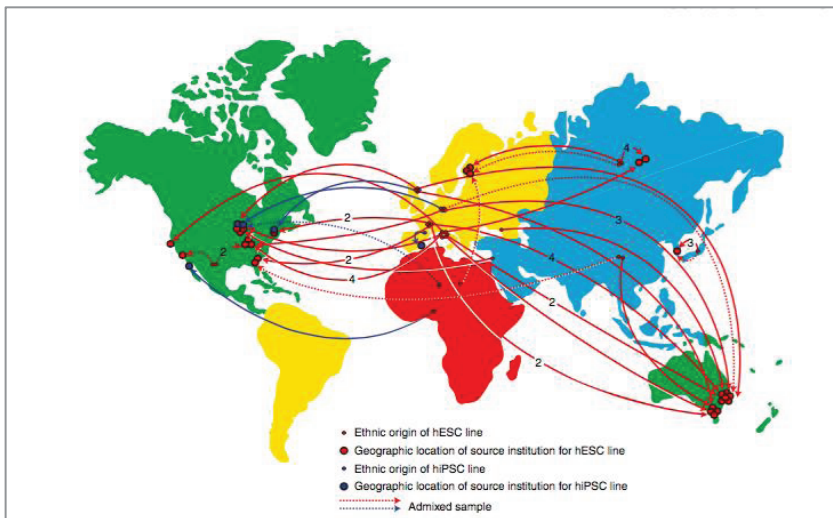 4
2
3
2
3
2
4
4
2
2
Ethnic origin of hESC line
Geographic location of source institution for hESC line
Ethnic origin of hiPSC line
Geographic location of source institution for hiPSC line
Admixed sample